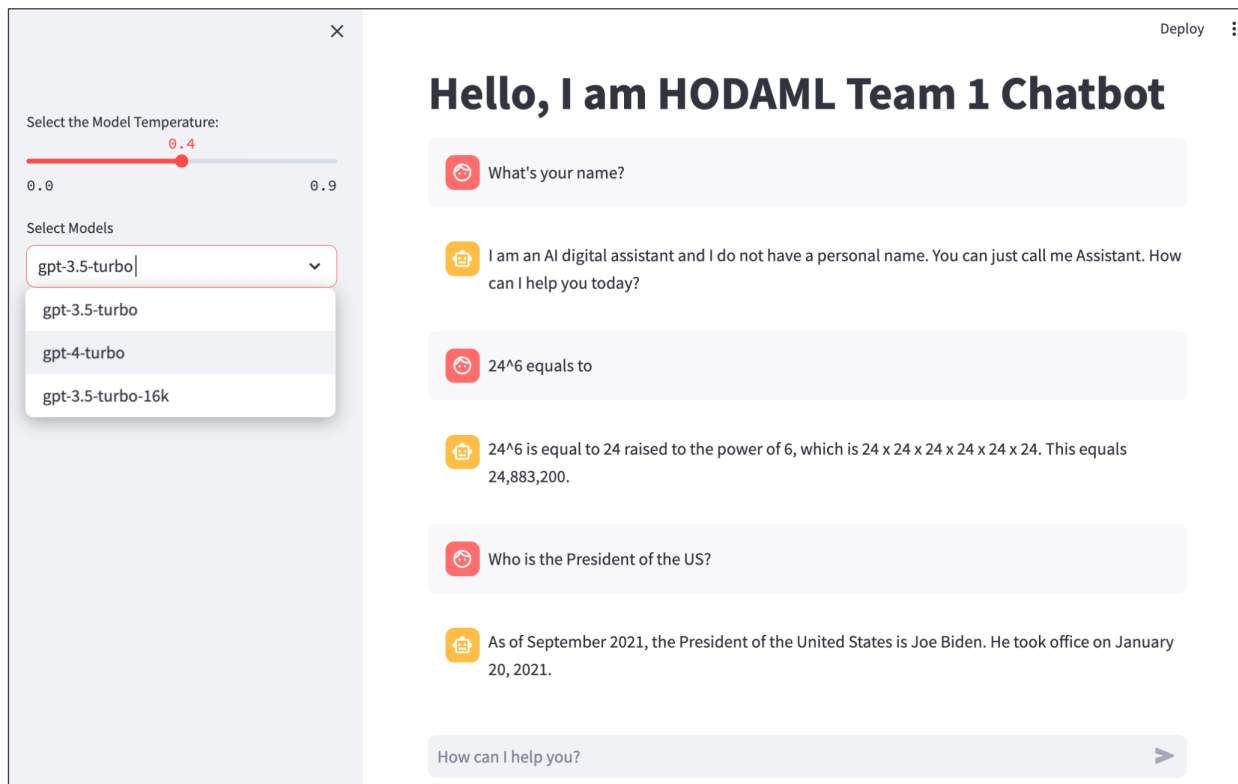 Deploy
Select the Model Temperature:
0.4
0.0 0.9
Select Models
gpt-3.5-turbo
gpt-3.5-turbo
gpt-4-turbo
gpt-3.5-turbo-16k
Hello, I am HODAML Team 1 Chatbot
What's your name?
I am an AI digital assistant and I do not have a personal name. You can just call me Assistant. How
can I help you today?
24^6 equals to
24^6 is equal to 24 raised to the power of 6, which is 24 x 24 x 24 x 24 x 24 x 24. This equals
24,883,200.
Who is the President of the US?
As of September 2021, the President of the United States is Joe Biden. He took office on January
20, 2021.
How can I help you?